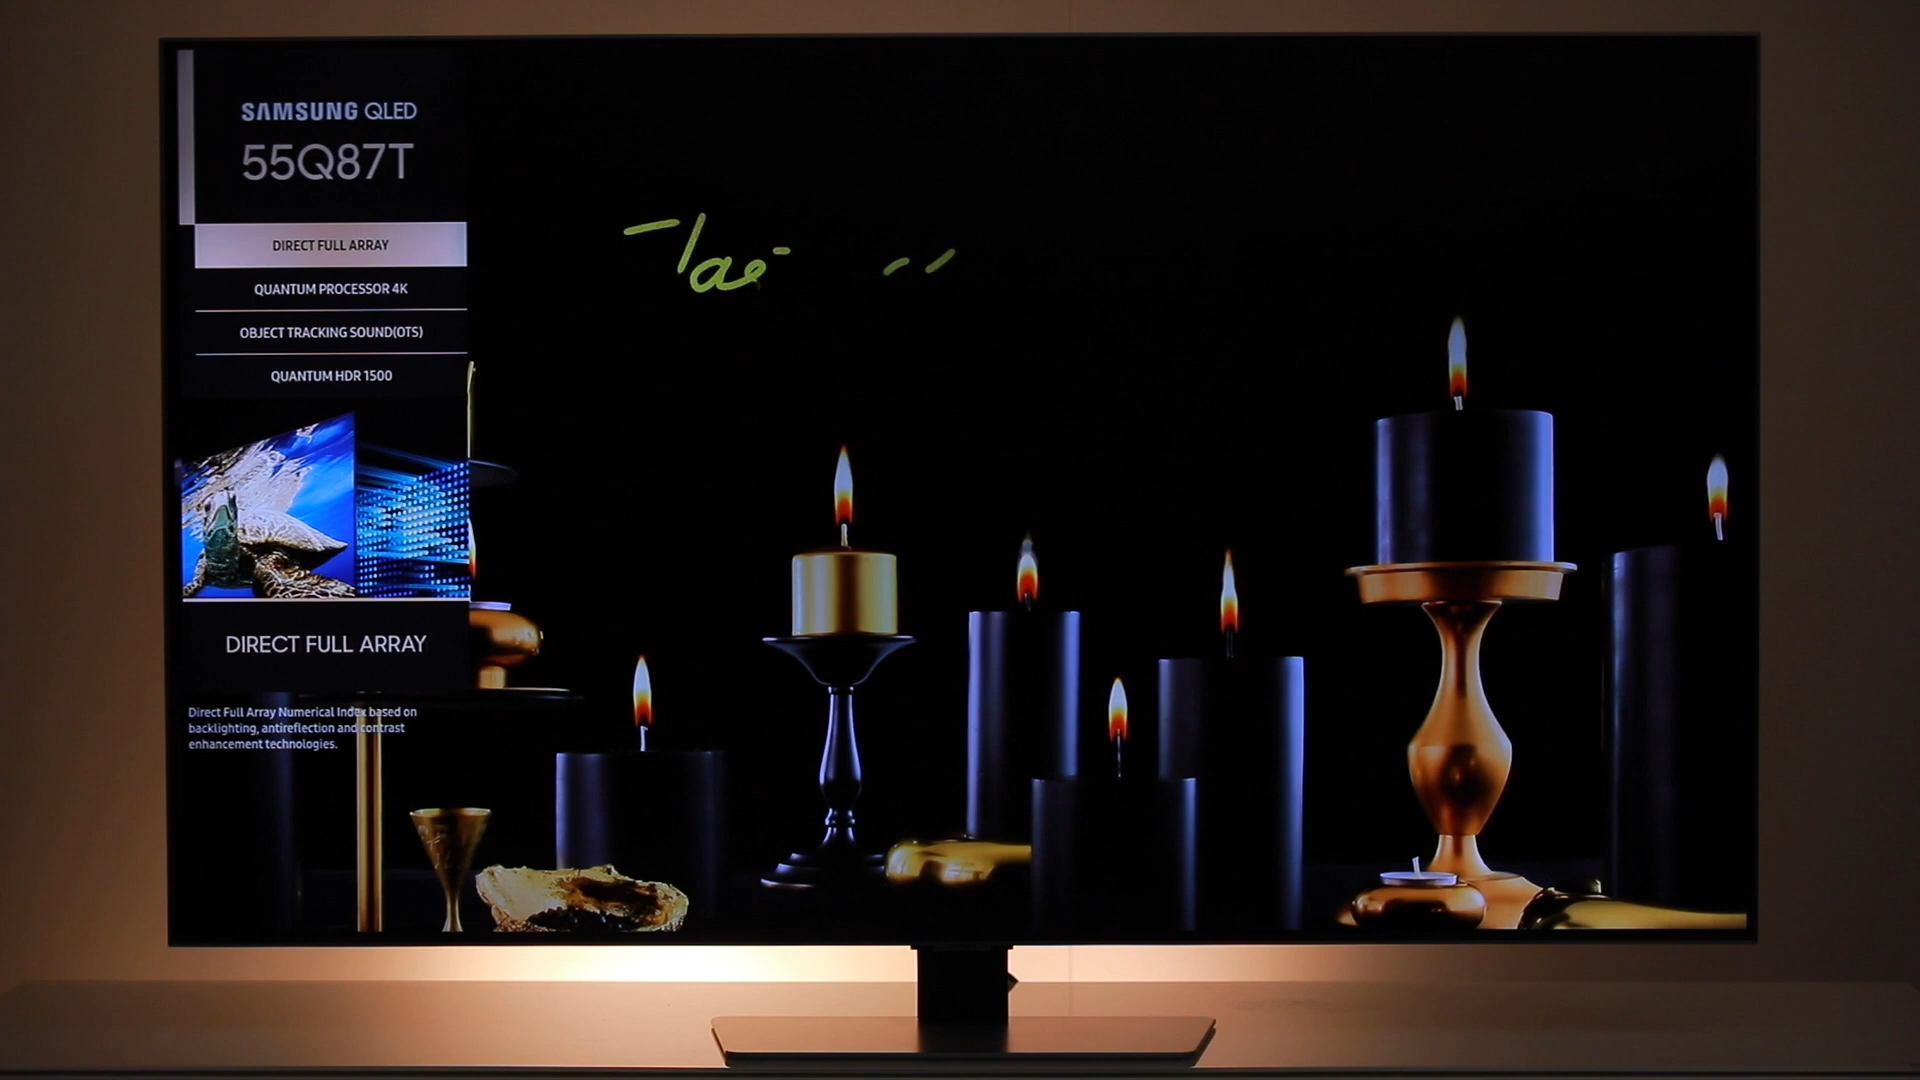 SAMSUNG QLED
55Q87T
DIRECT FULL ARRAY
QUANTUM PROCESSOR 4K
OBJECT TRACKING SOUND(OTS)
QUANTUM HDR 1500
DIRECT FULL ARRAY
Direct Full Array Numerical Index based on
backlighting, antireflection and contrast
enhancement technologies.